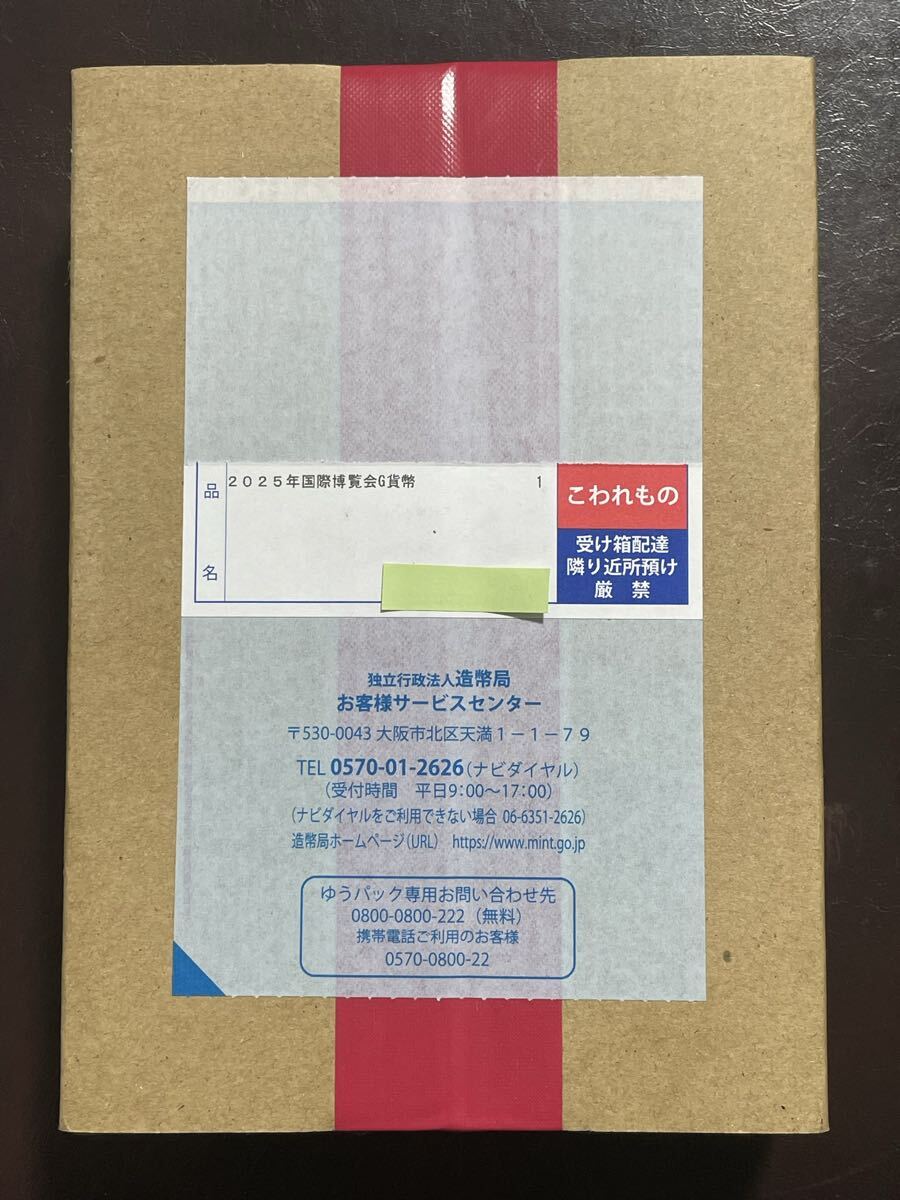 品名
２０２５年国際博覧会G貨幣 1
こわれもの
受け箱配達
隣り近所預け
厳 禁
独立行政法人造幣局
お客様サービスセンター
〒530-0043 大阪市北区天満１－１－７９
TEL 0570-01-2626（ナビダイヤル）
（受付時間 平日9：00～17：00）
（ナビダイヤルをご利用できない場合 06-6351-2626）
造幣局ホームページ（URL） https://www.mint.go.jp
ゆうパック専用お問い合わせ先
0800-0800-222（無料）
携帯電話ご利用のお客様
0570-0800-22